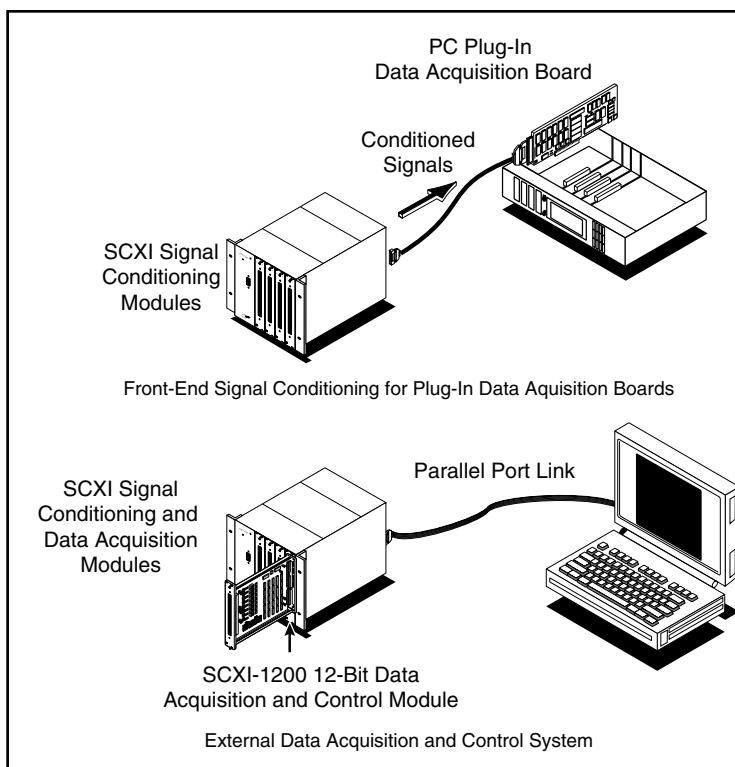 PC Plug-In
Data Acquisition Board
Conditioned
Signals
SCXI Signal
Conditioning
Modules
Front-End Signal Conditioning for Plug-In Data Aquisition Boards
Parallel Port Link
SCXI Signal
Conditioning and
Data Acquisition
Modules
SCXI-1200 12-Bit Data
Acquisition and Control Module
External Data Acquisition and Control System